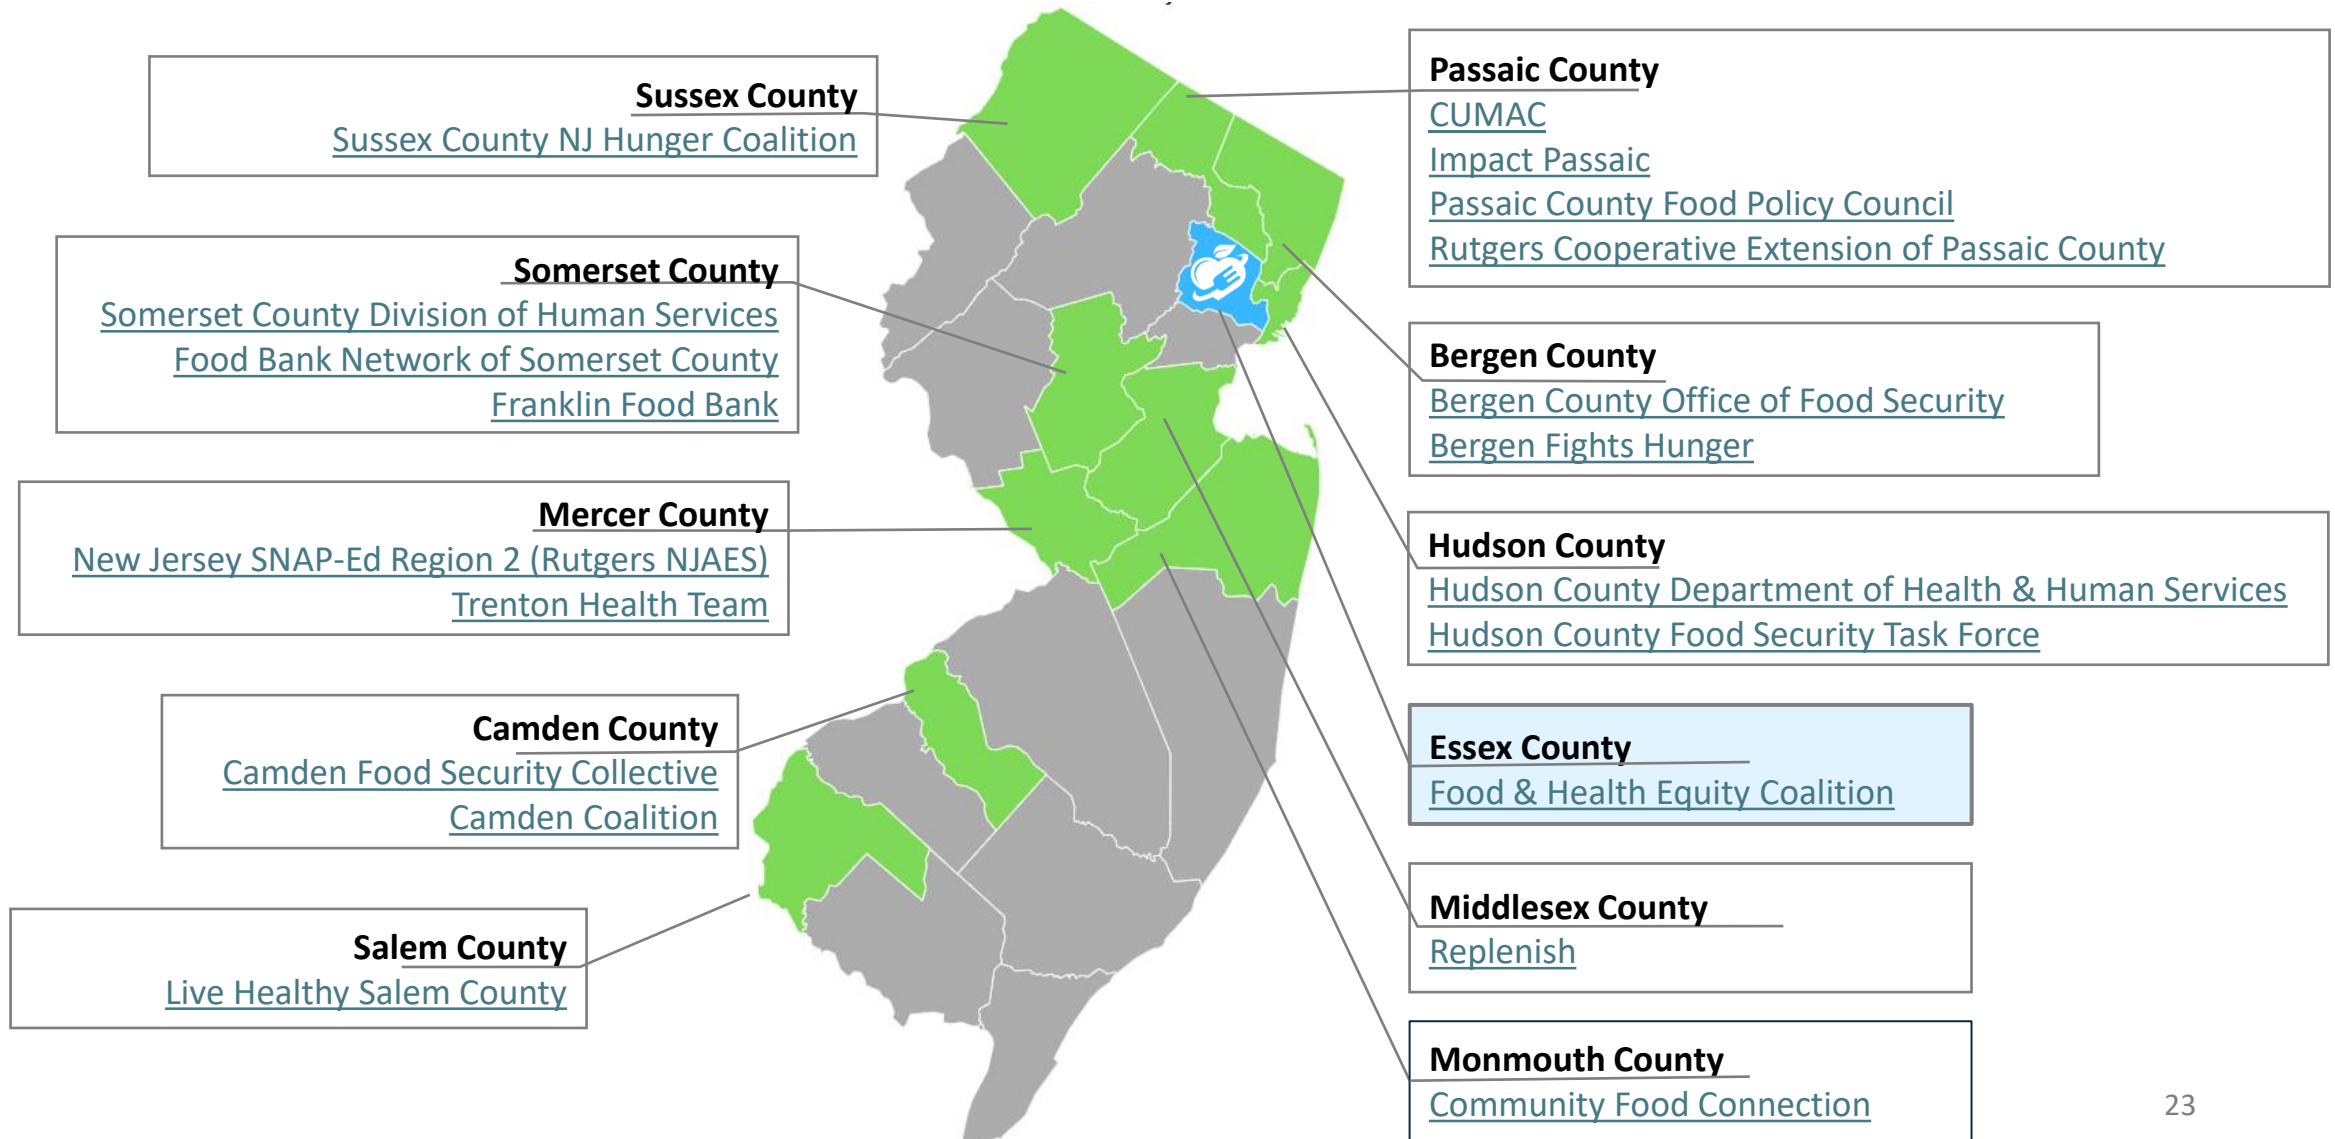 Sussex County
Sussex County NJ Hunger Coalition
Somerset County
Somerset County Division of Human Services
Food Bank Network of Somerset County
Franklin Food Bank
Mercer County
New Jersey SNAP-Ed Region 2 (Rutgers NJAES)
Trenton Health Team
Camden County
Camden Food Security Collective
Camden Coalition
Salem County
Live Healthy Salem County
Passaic County
CUMAC
Impact Passaic
Passaic County Food Policy Council
Rutgers Cooperative Extension of Passaic County
Bergen County
Bergen County Office of Food Security
Bergen Fights Hunger
Hudson County
Hudson County Department of Health & Human Services
Hudson County Food Security Task Force
Essex County
Food & Health Equity Coalition
Middlesex County
Replenish
Monmouth County
Community Food Connection
23